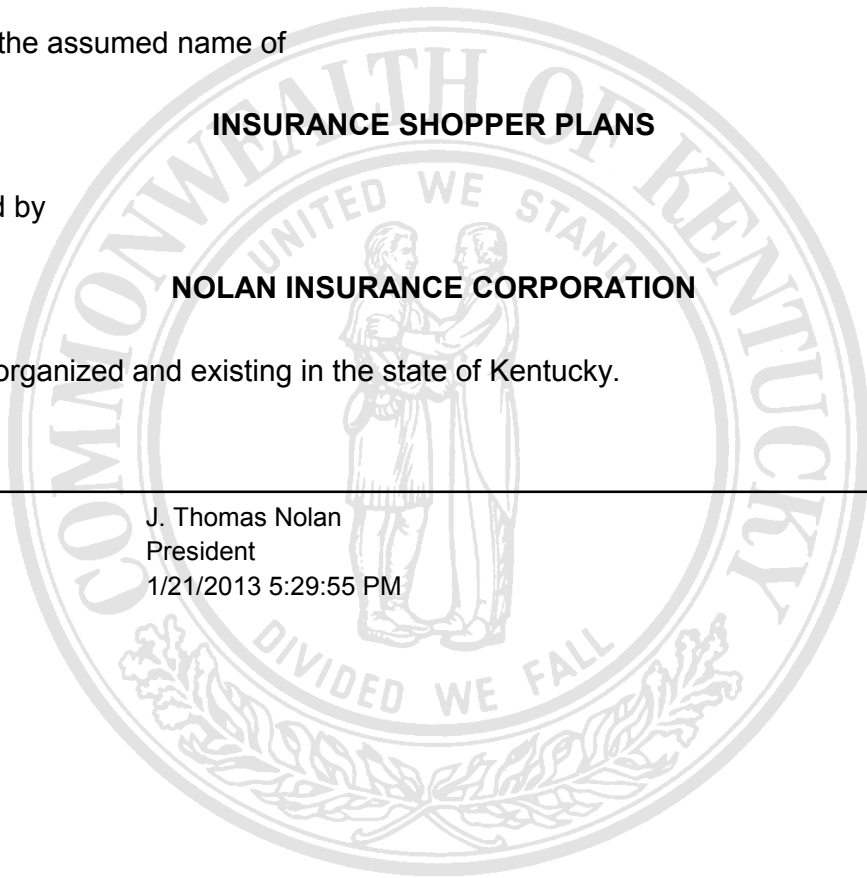 the assumed name of
INSURANCE SHOPPER PLANS
d by
NOLAN INSURANCE CORPORATION
organized and existing in the state of Kentucky.
J. Thomas Nolan
President
1/21/2013 5:29:55 PM
COMMONWEALTH OF KENTUCKY
UNITED WE STAND
DIVIDED WE FALL